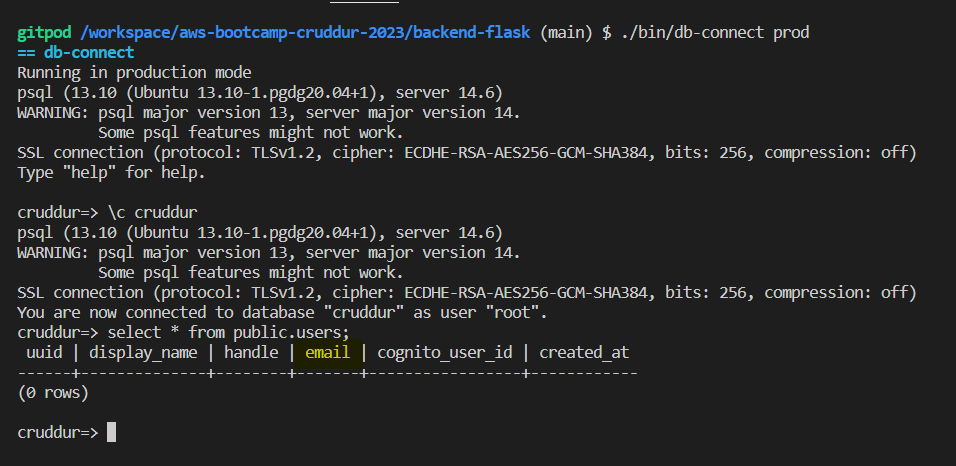 gitpod /workspace/aws-bootcamp-cruddur-2023/backend-flask (main) $ ./bin/db-connect prod
== db-connect
Running in production mode
psql (13.10 (Ubuntu 13.10-1.pgdg20.04+1), server 14.6)
WARNING: psql major version 13, server major version 14.
         Some psql features might not work.
SSL connection (protocol: TLSv1.2, cipher: ECDHE-RSA-AES256-GCM-SHA384, bits: 256, compression: off)
Type "help" for help.

cruddur=> \c cruddur
psql (13.10 (Ubuntu 13.10-1.pgdg20.04+1), server 14.6)
WARNING: psql major version 13, server major version 14.
         Some psql features might not work.
SSL connection (protocol: TLSv1.2, cipher: ECDHE-RSA-AES256-GCM-SHA384, bits: 256, compression: off)
You are now connected to database "cruddur" as user "root".
cruddur=> select * from public.users;
 uuid | display_name | handle | email | cognito_user_id | created_at
------+--------------+--------+-------+-----------------+------------
(0 rows)

cruddur=>